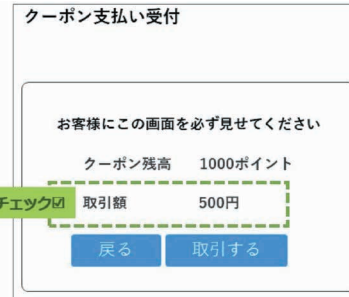 クーポン支払い受付
お客様にこの画面を必ず見せてください
クーポン残高 1000ポイント
チェック☑ 取引額 500円
戻る 取引する